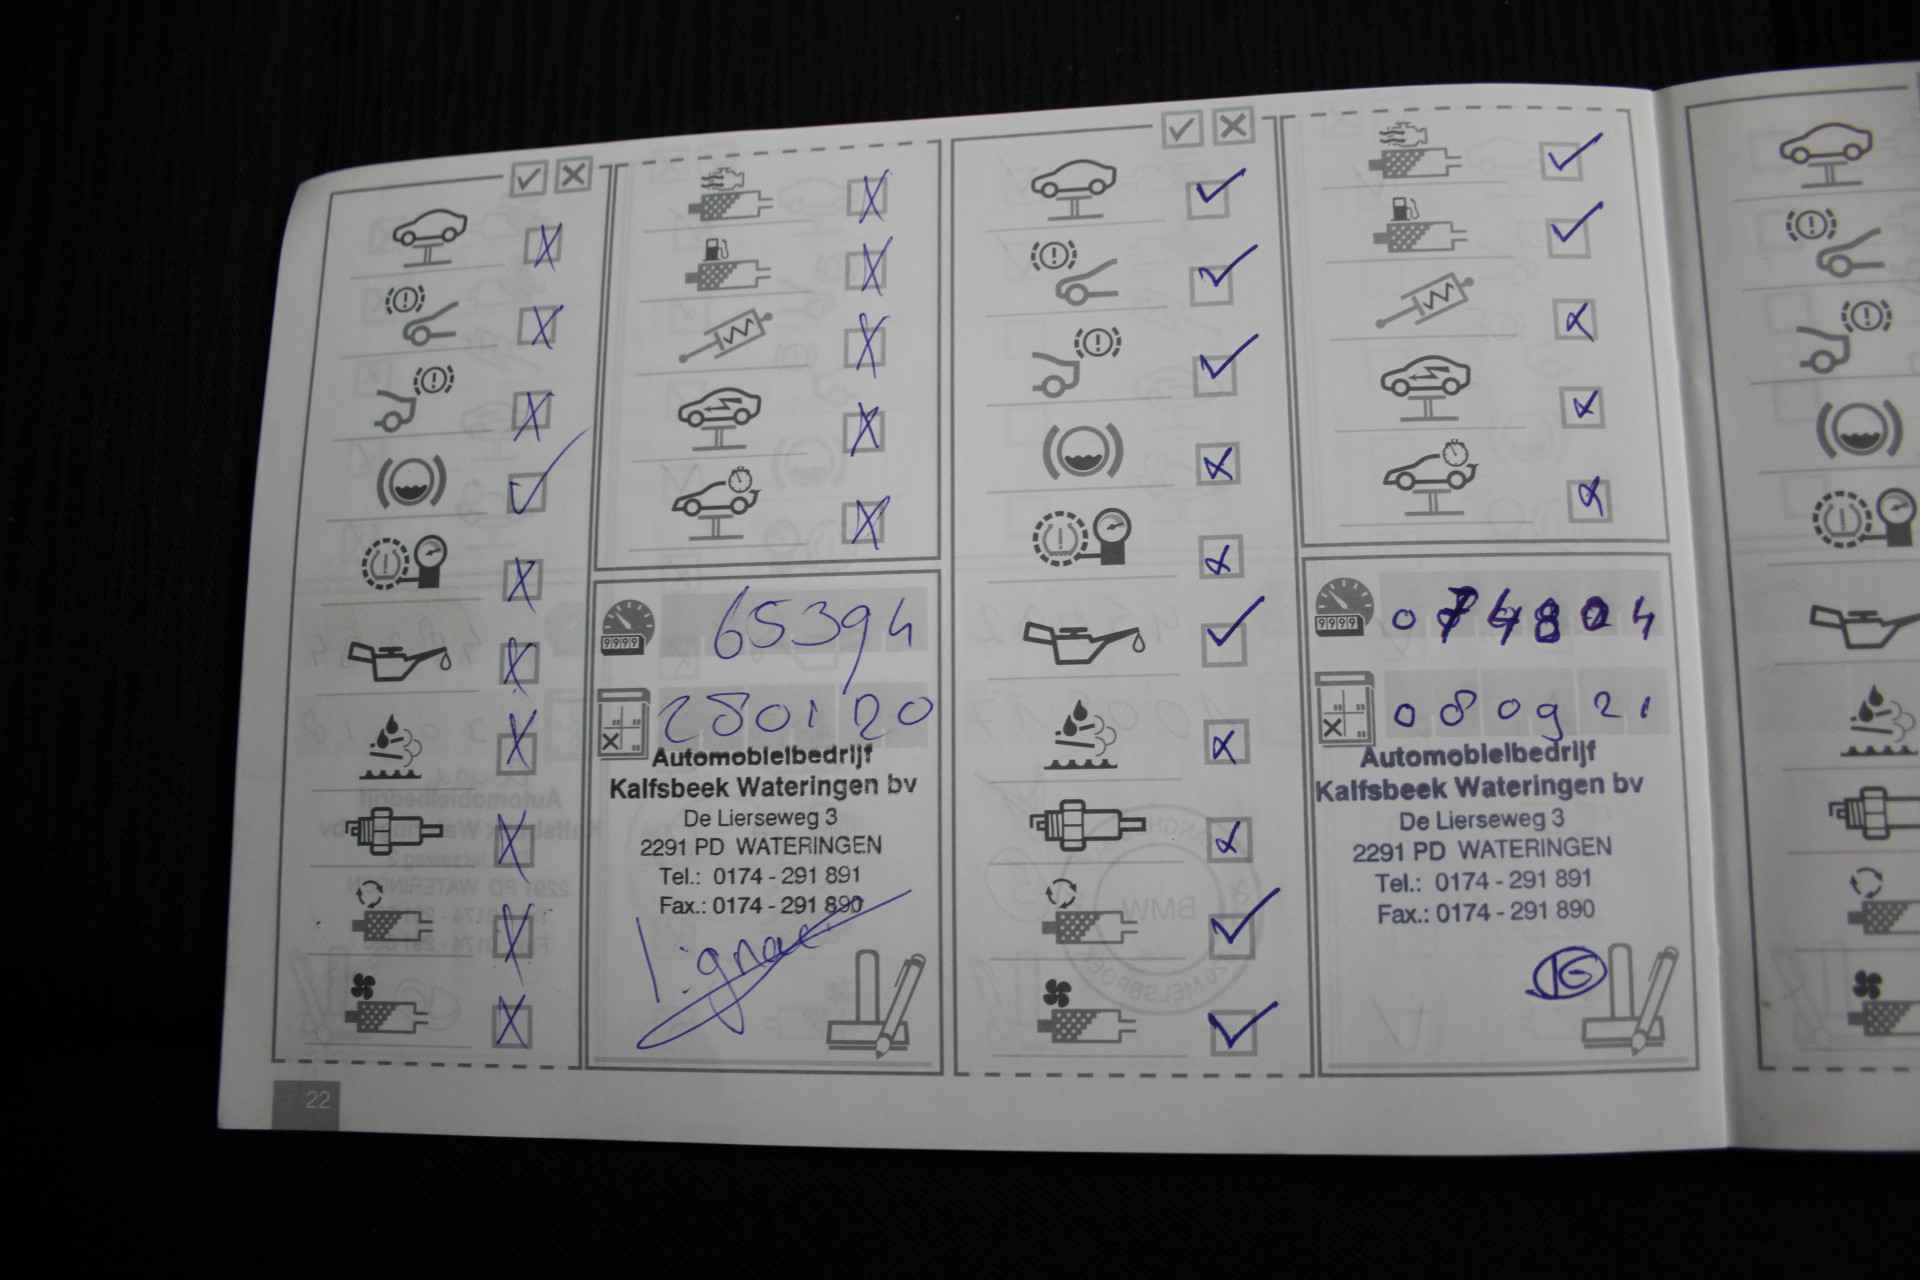 65394
280120
Automobielbedrijf
Kalfsbeek Wateringen bv
De Lierseweg 3
2291 PD WATERINGEN
Tel.: 0174 - 291 891
Fax.: 0174 - 291 890
074804
080921
Automobielbedrijf
Kalfsbeek Wateringen bv
De Lierseweg 3
2291 PD WATERINGEN
Tel.: 0174 - 291 891
Fax.: 0174 - 291 890
22